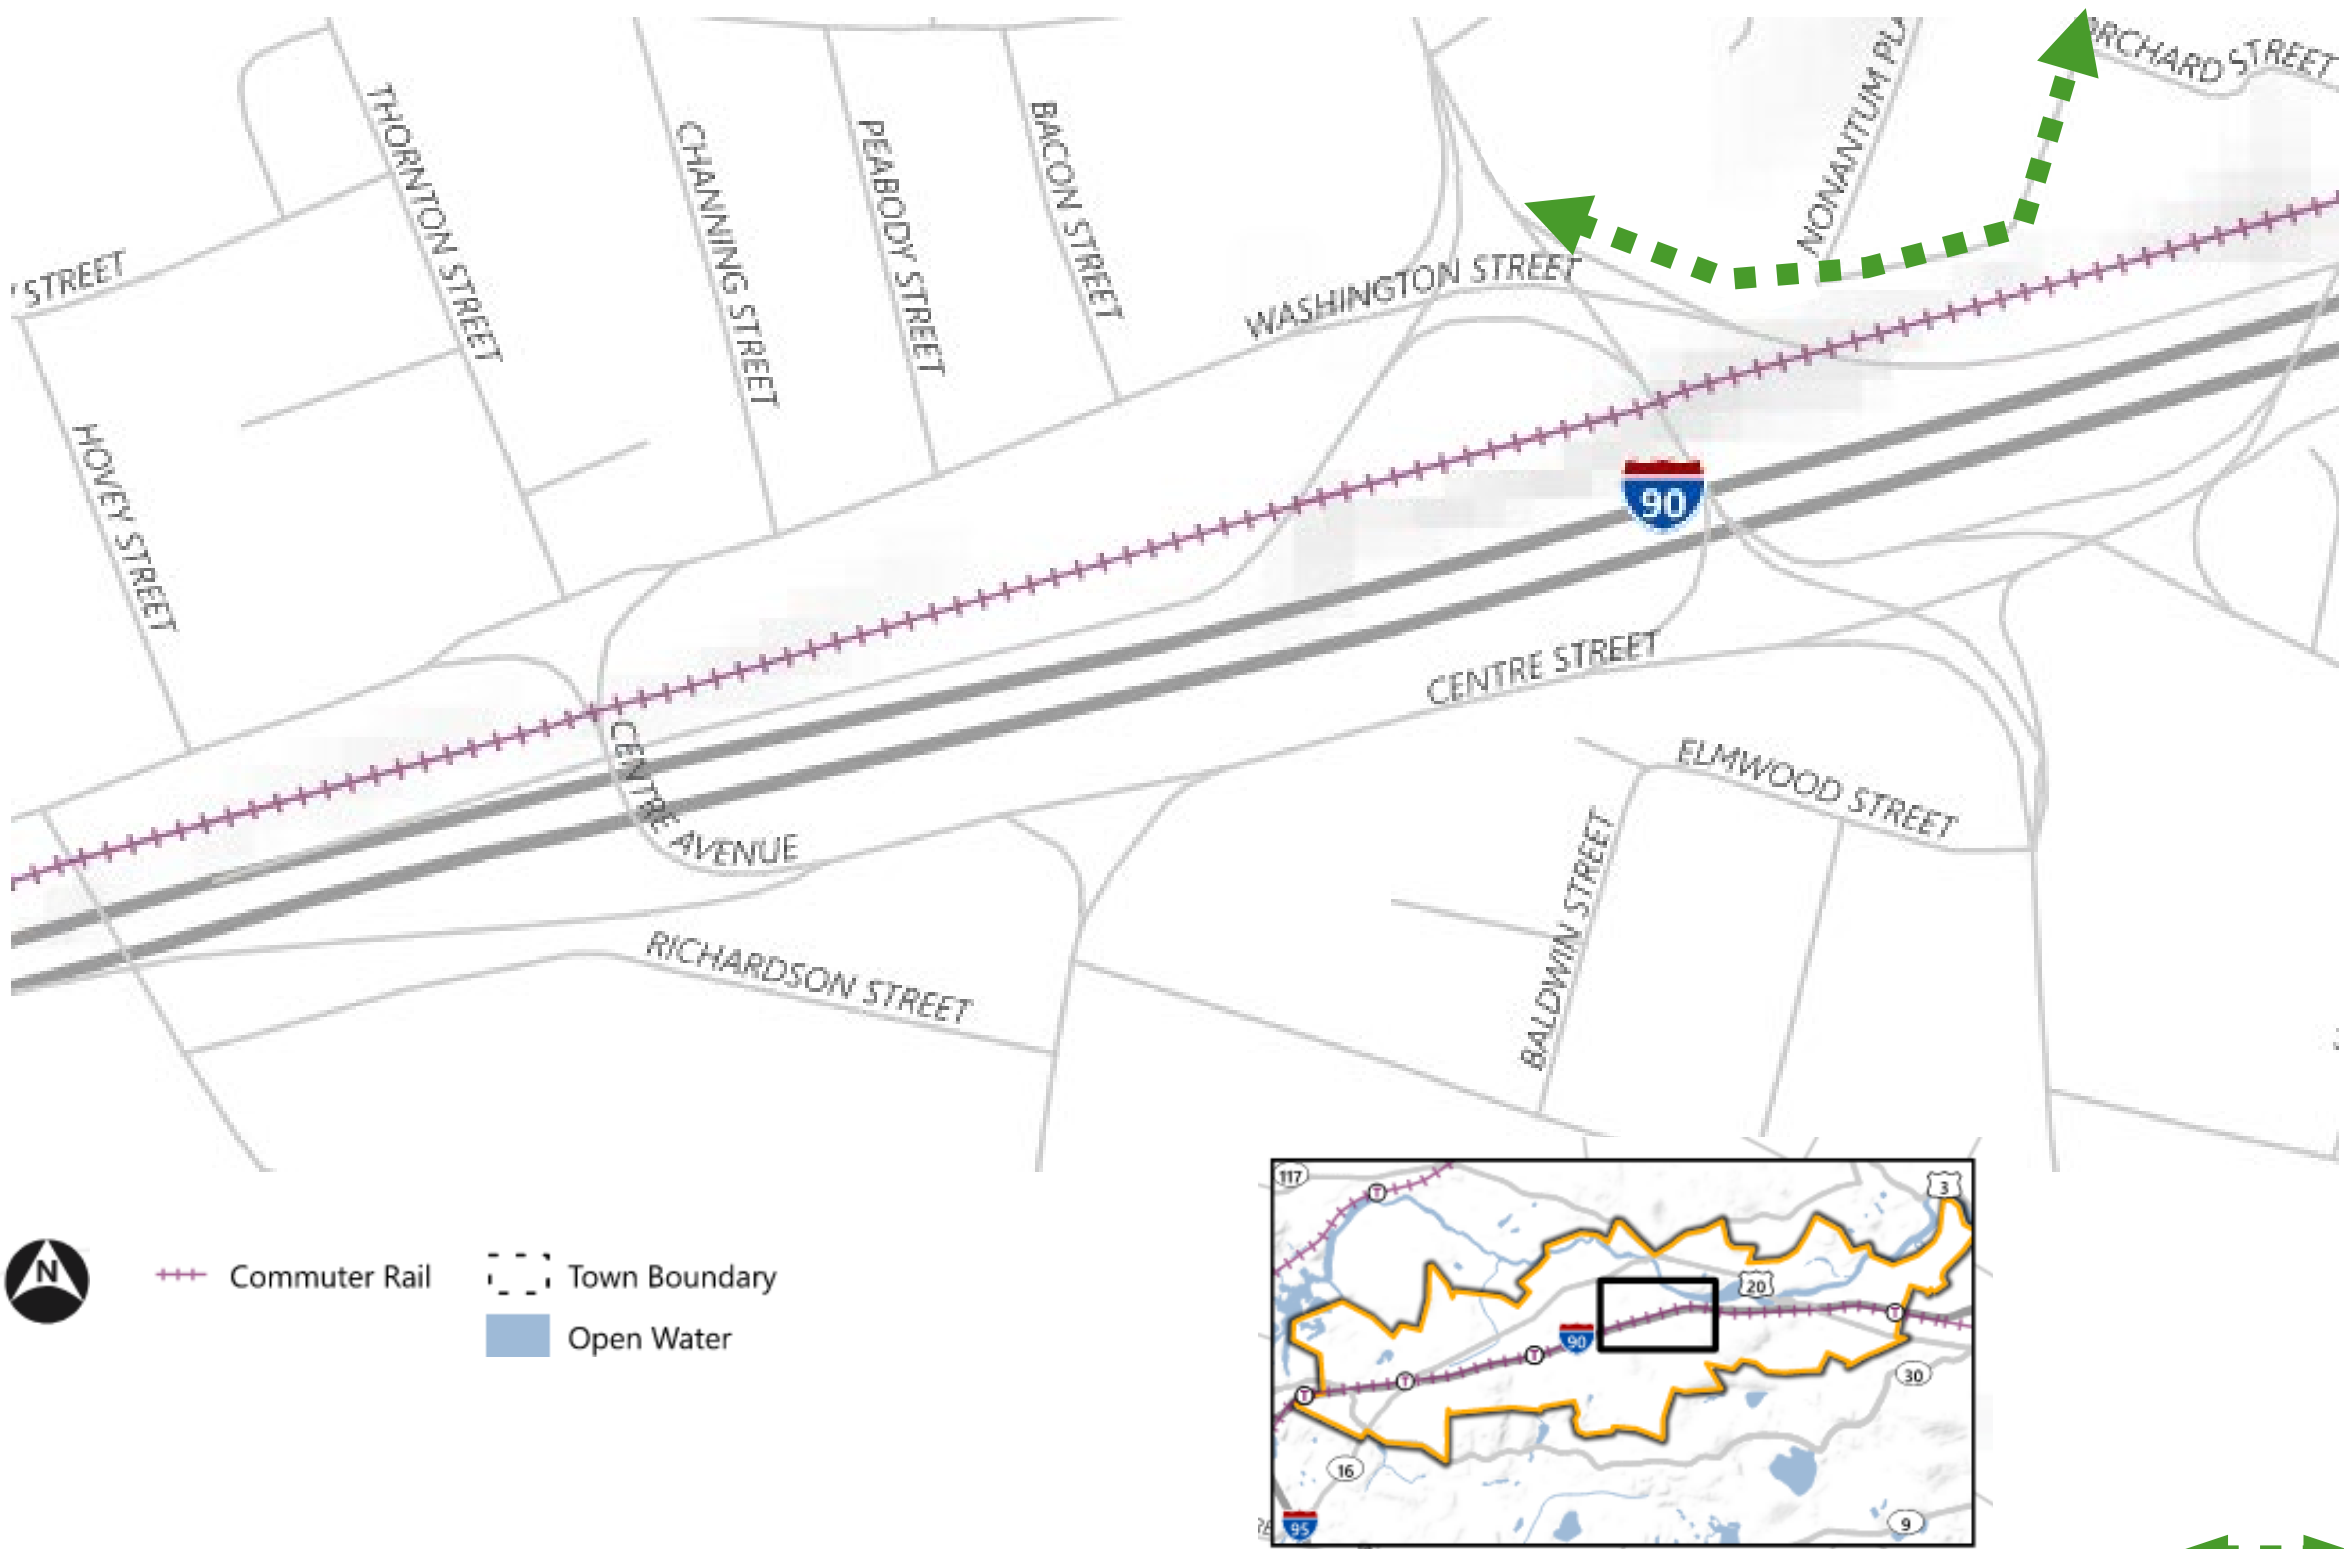 ORCHARD STREET
THORNTON STREET
CHANNING STREET
PEABODY STREET
BACON STREET
NONANTUM
STREET
WASHINGTON STREET
HOVEY STREET
90
CENTRE STREET
CENTRE AVENUE
ELMWOOD STREET
BALDWIN STREET
RICHARDSON STREET
N
Commuter Rail
Town Boundary
Open Water
117
T
3
20
90
T
T
T
T
30
16
95
9